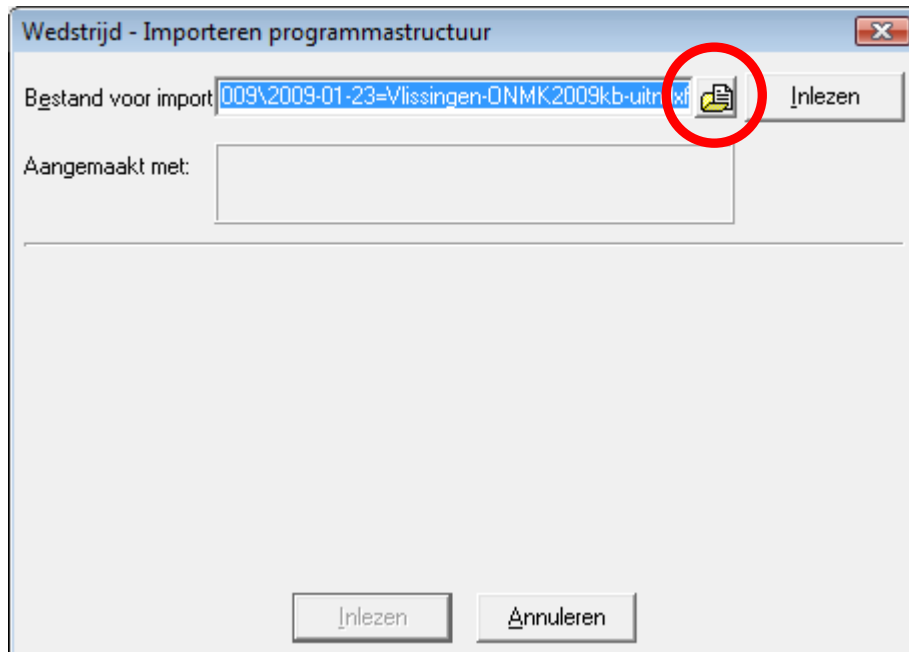 Wedstrijd - Importeren programmastructuur
Bestand voor import 009\2009-01-23=Vlissingen-ONMK2009kb-uitn Inlezen
Aangemaakt met:
Inlezen Annuleren